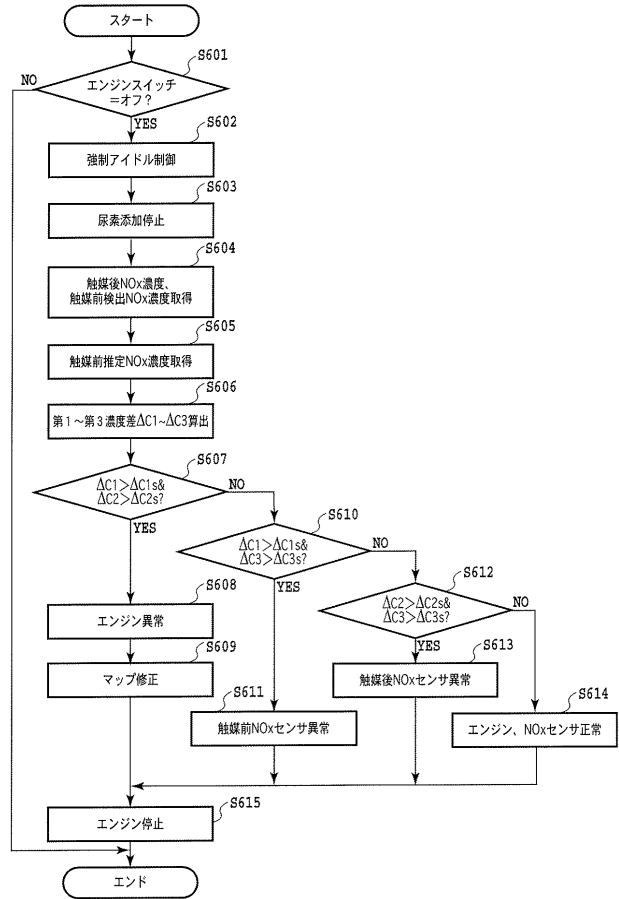 スタート
S601
NO
エンジンスイッチ
=オフ?
YES
S602
強制アイドル制御
S603
尿素添加停止
S604
触媒後NOx濃度、
触媒前検出NOx濃度取得
S605
触媒前推定NOx濃度取得
S606
第1～第3濃度差ΔC1~ΔC3算出
S607
ΔC1>ΔC1s&
ΔC2>ΔC2s?
NO
YES
S610
ΔC1>ΔC1s&
ΔC3>ΔC3s?
NO
YES
S612
ΔC2>ΔC2s&
ΔC3>ΔC3s?
NO
YES
S608
エンジン異常
S609
マップ修正
S613
触媒後NOxセンサ異常
S611
触媒前NOxセンサ異常
S614
エンジン、NOxセンサ正常
S615
エンジン停止
エンド